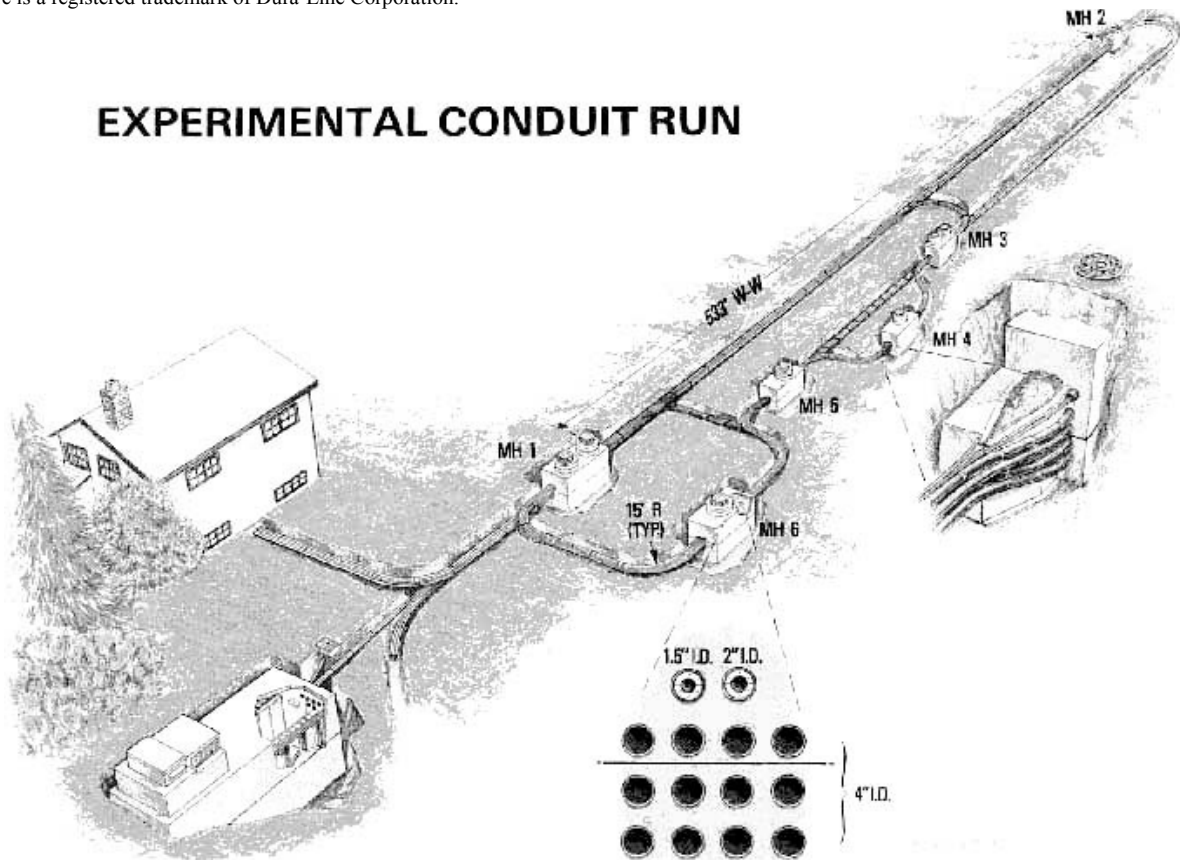 e is a registered trademark of Dura-Line Corporation.
MH 2
EXPERIMENTAL CONDUIT RUN
MH 3
533' W-W
MH 4
MH 5
MH 1
15' R
(TYP.)
MH 6
1.5" I.D. 2" I.D.
4" I.D.